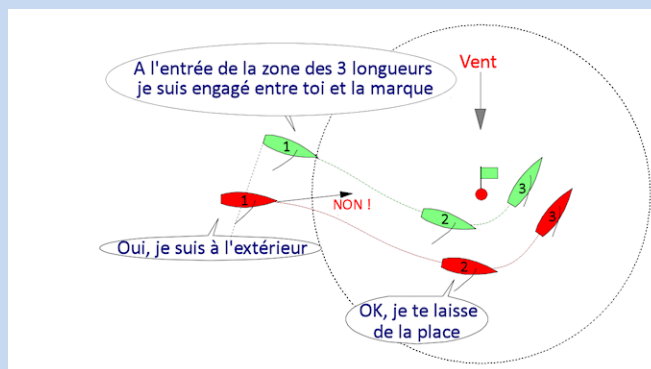 A l'entrée de la zone des 3 longueurs
je suis engagé entre toi et la marque
Vent
1
1
NON !
3
3
2
2
Oui, je suis à l'extérieur
OK, je te laisse
de la place